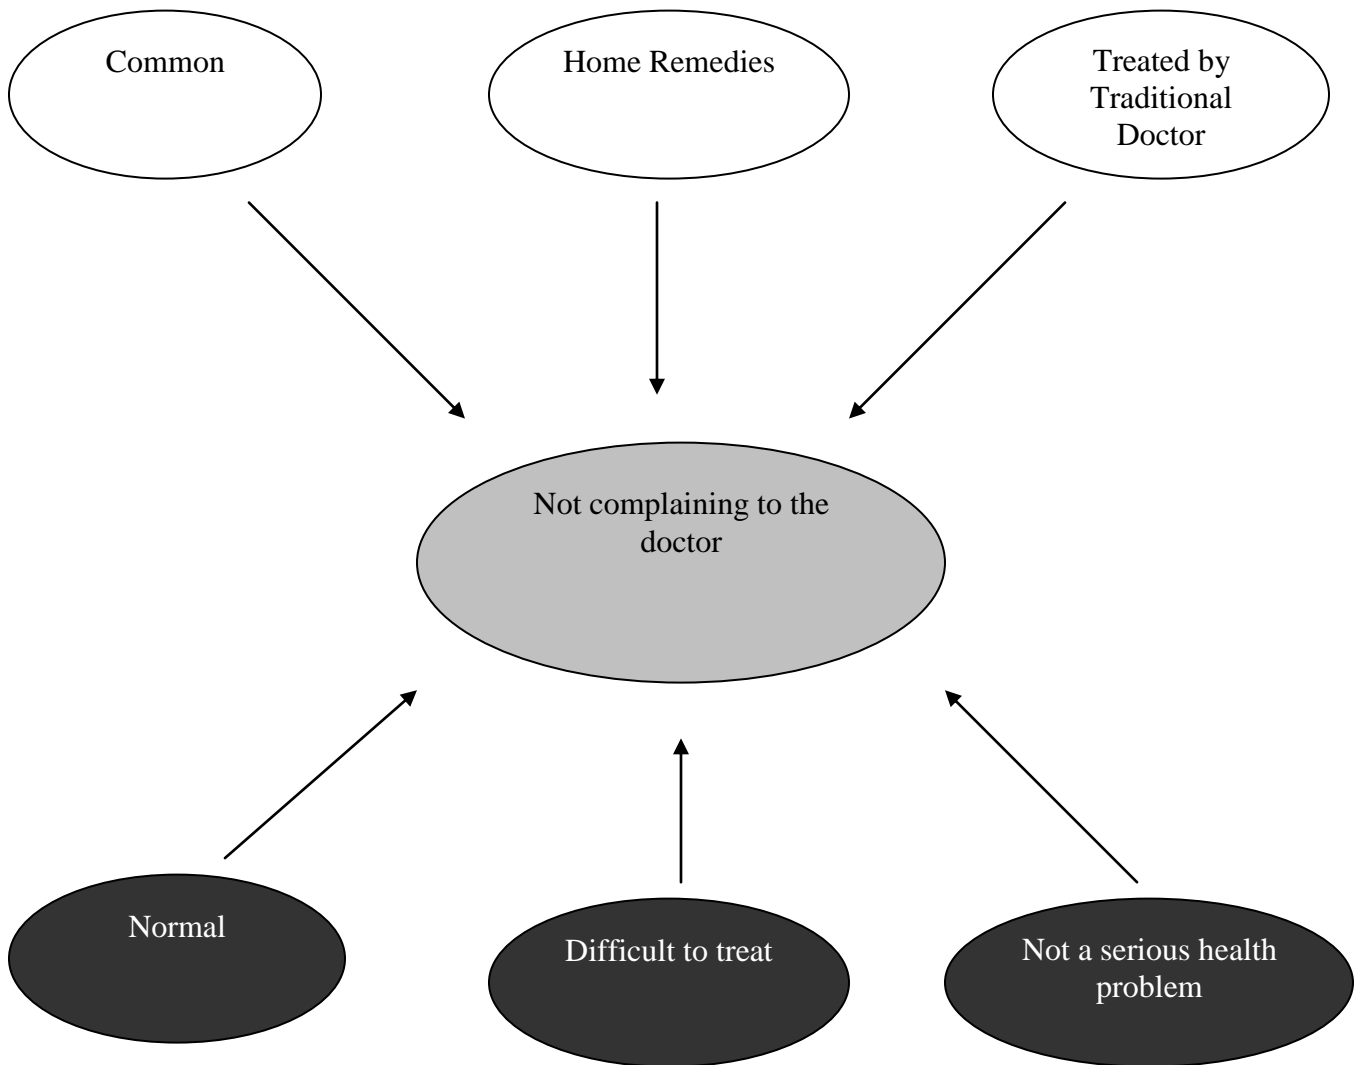 Common
Home Remedies
Treated by
Traditional
Doctor
Not complaining to the
doctor
Normal
Difficult to treat
Not a serious health
problem